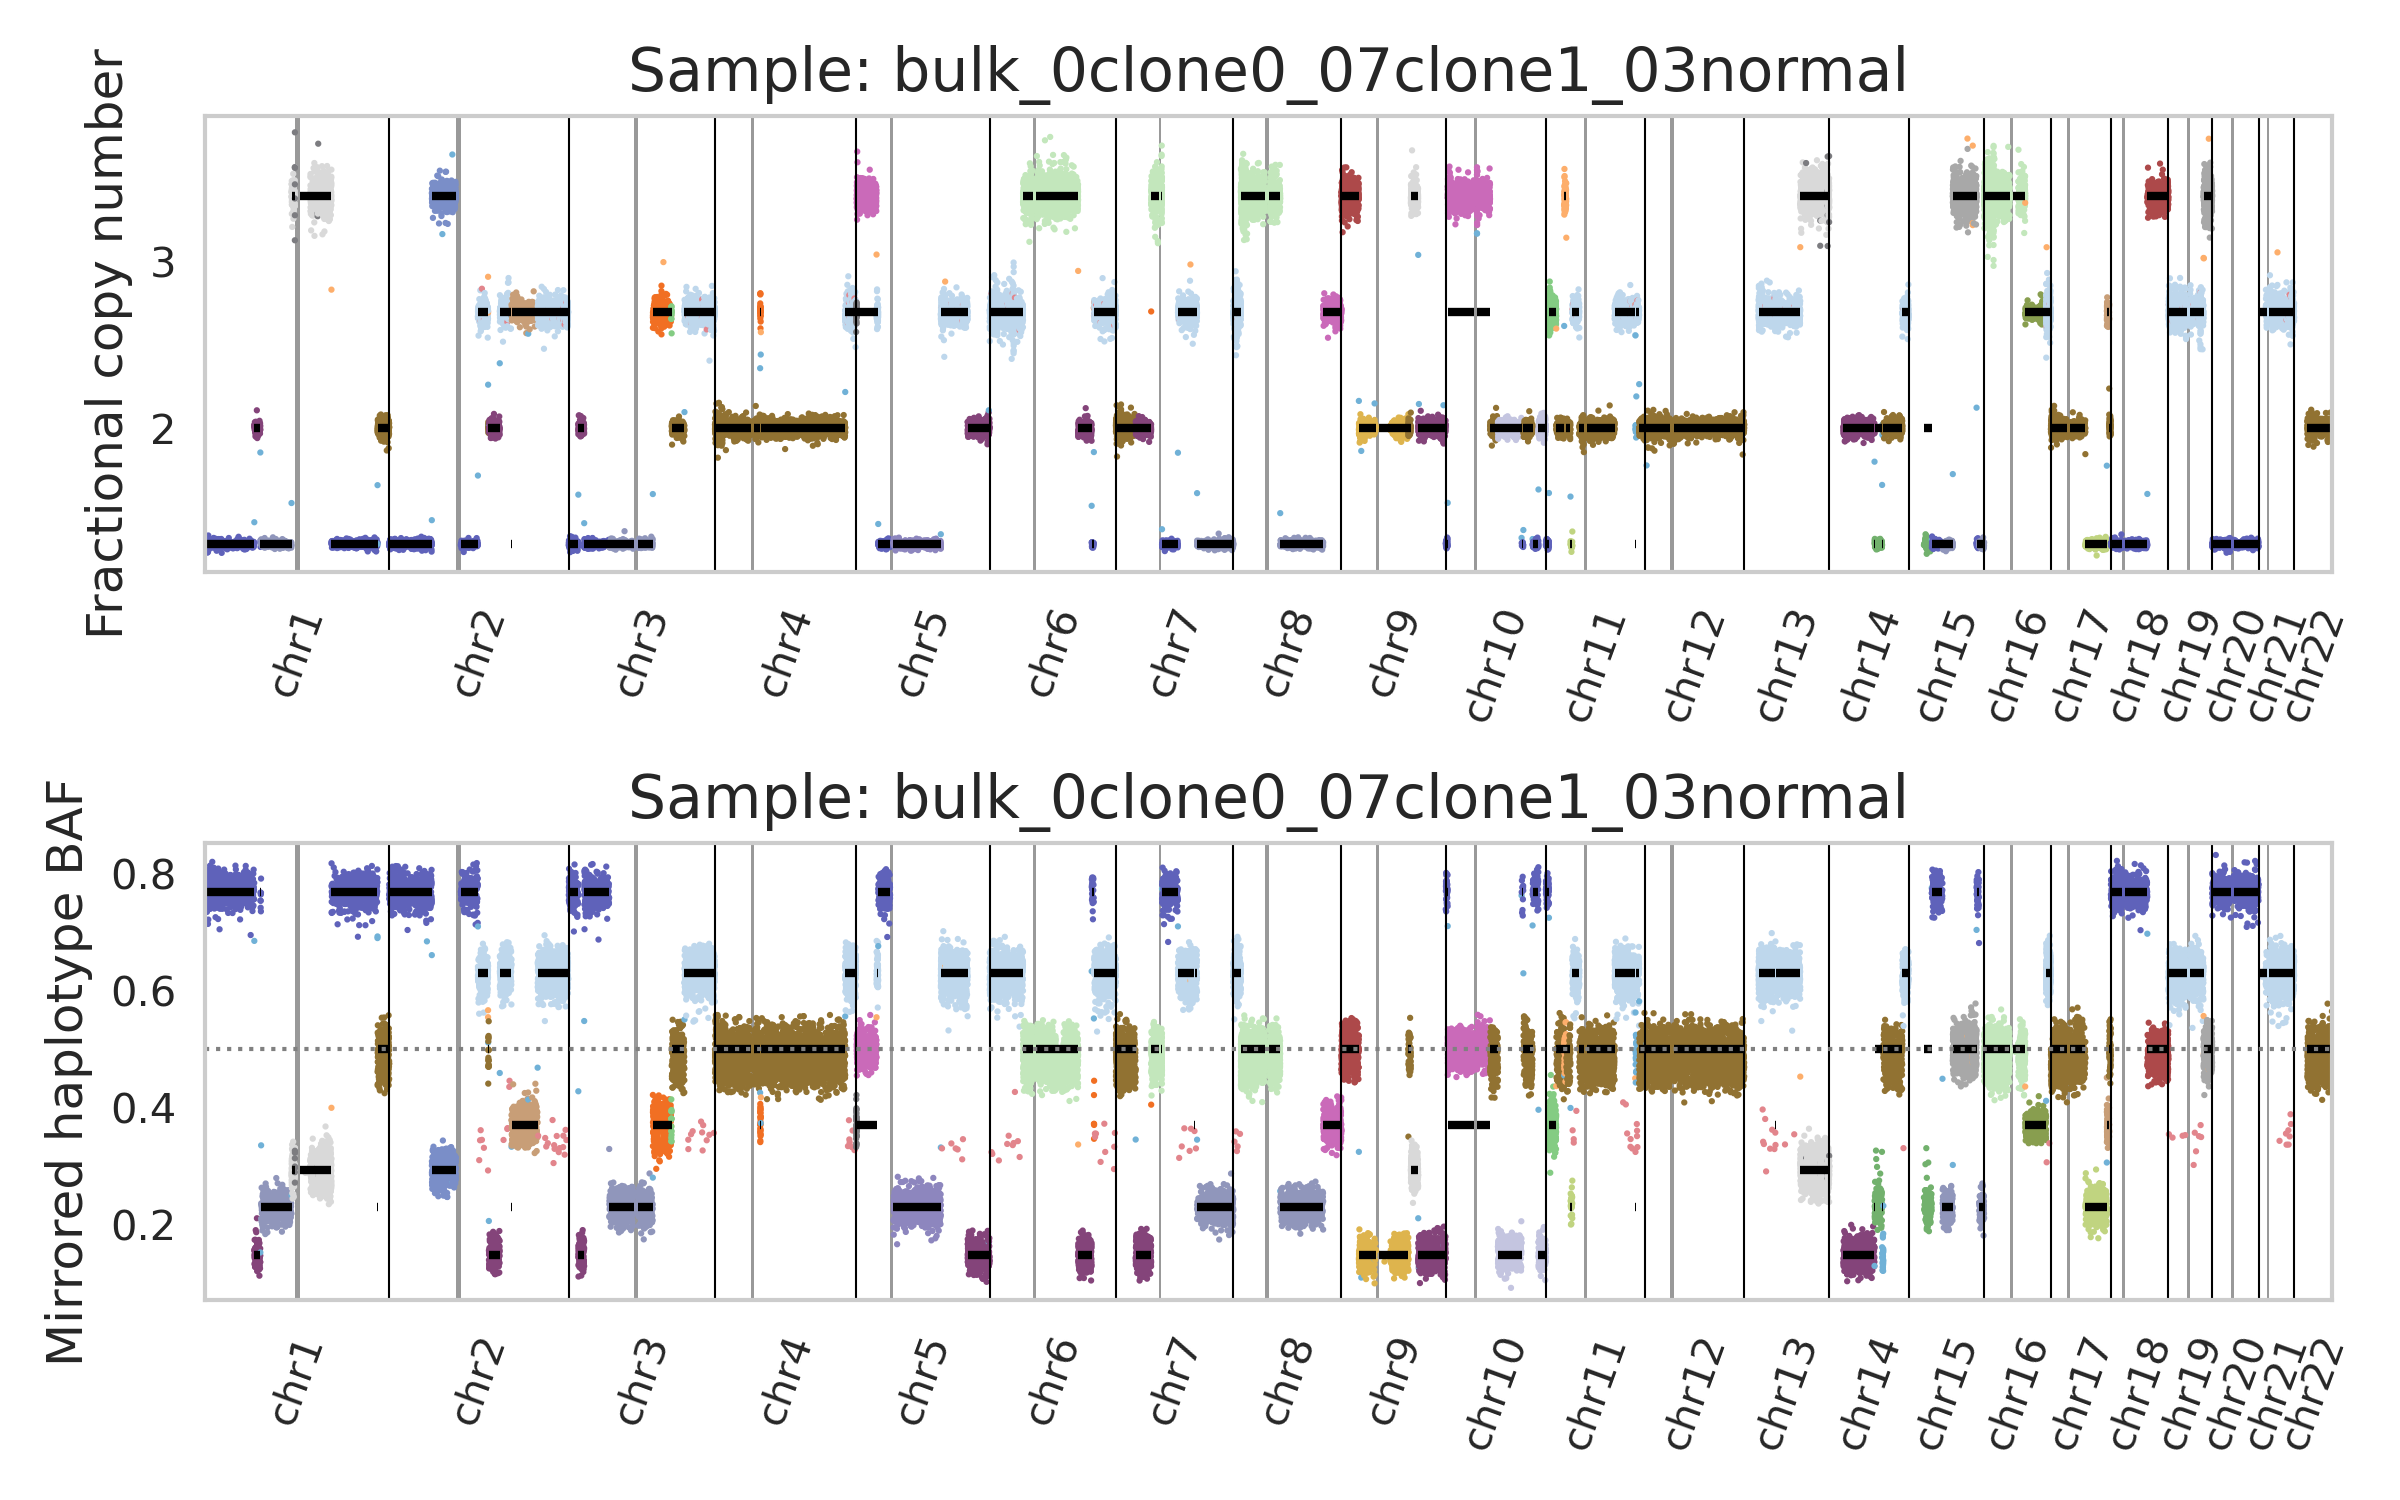 Sample: bulk_0clone0_07clone1_03normal
Fractional copy number
3
2
chr1 chr2 chr3 chr4 chr5 chr6 chr7 chr8 chr9 chr10 chr11 chr12 chr13 chr14 chr15 chr16 chr17 chr18 chr19 chr20 chr21 chr22
Sample: bulk_0clone0_07clone1_03normal
Mirrored haplotype BAF
0.8
0.6
0.4
0.2
chr1 chr2 chr3 chr4 chr5 chr6 chr7 chr8 chr9 chr10 chr11 chr12 chr13 chr14 chr15 chr16 chr17 chr18 chr19 chr20 chr21 chr22